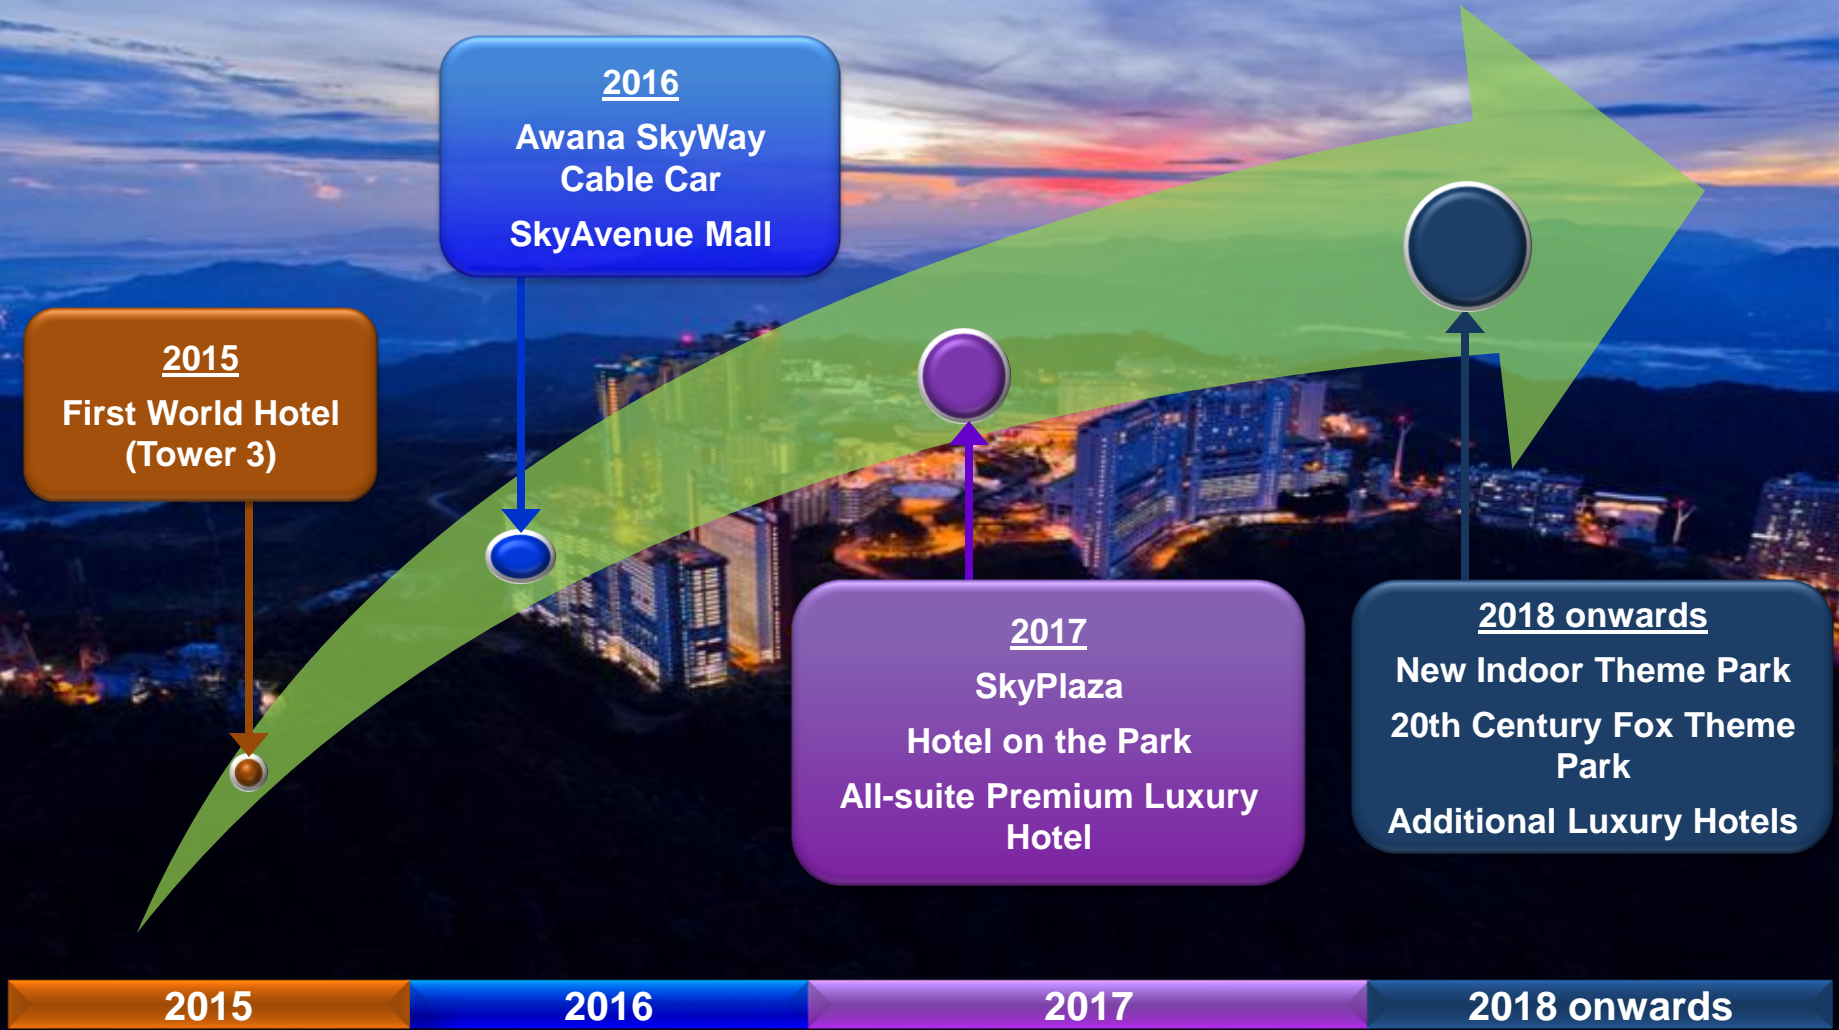 2016
Awana SkyWay
Cable Car
SkyAvenue Mall
2015
First World Hotel
(Tower 3)
2017
SkyPlaza
Hotel on the Park
All-suite Premium Luxury
Hotel
2018 onwards
New Indoor Theme Park
20th Century Fox Theme
Park
Additional Luxury Hotels
2015
2016
2017
2018 onwards